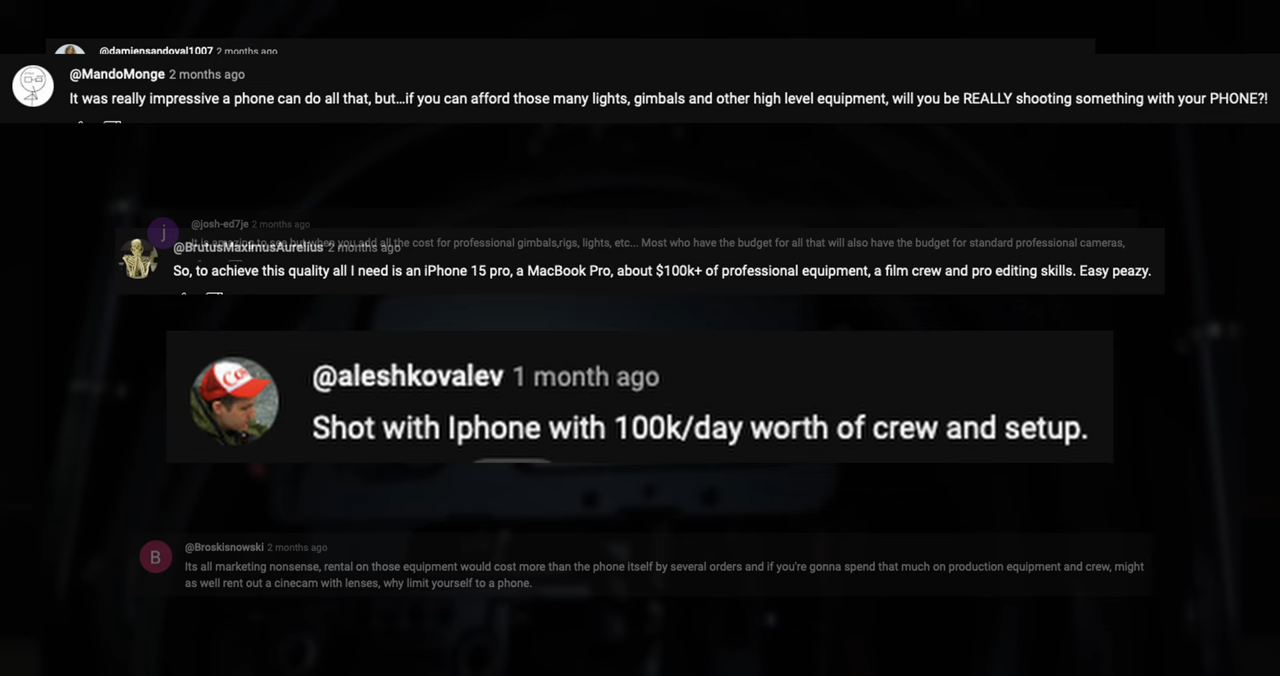 @damiensandoval1007 2 months ago
@MandoMonge 2 months ago
It was really impressive a phone can do all that, but...if you can afford those many lights, gimbals and other high level equipment, will you be REALLY shooting something with your PHONE?!
@josh-ed7je 2 months ago
when you add all the cost for professional gimbals,rigs, lights, etc... Most who have the budget for all that will also have the budget for standard professional cameras,
@BrutusMaximusAurelius 2 months ago
So, to achieve this quality all I need is an iPhone 15 pro, a MacBook Pro, about $100k+ of professional equipment, a film crew and pro editing skills. Easy peazy.
@aleshkovalev 1 month ago
Shot with Iphone with 100k/day worth of crew and setup.
@Broskisnowski 2 months ago
Its all marketing nonsense, rental on those equipment would cost more than the phone itself by several orders and if you're gonna spend that much on production equipment and crew, might
as well rent out a cinecam with lenses, why limit yourself to a phone.
j
B